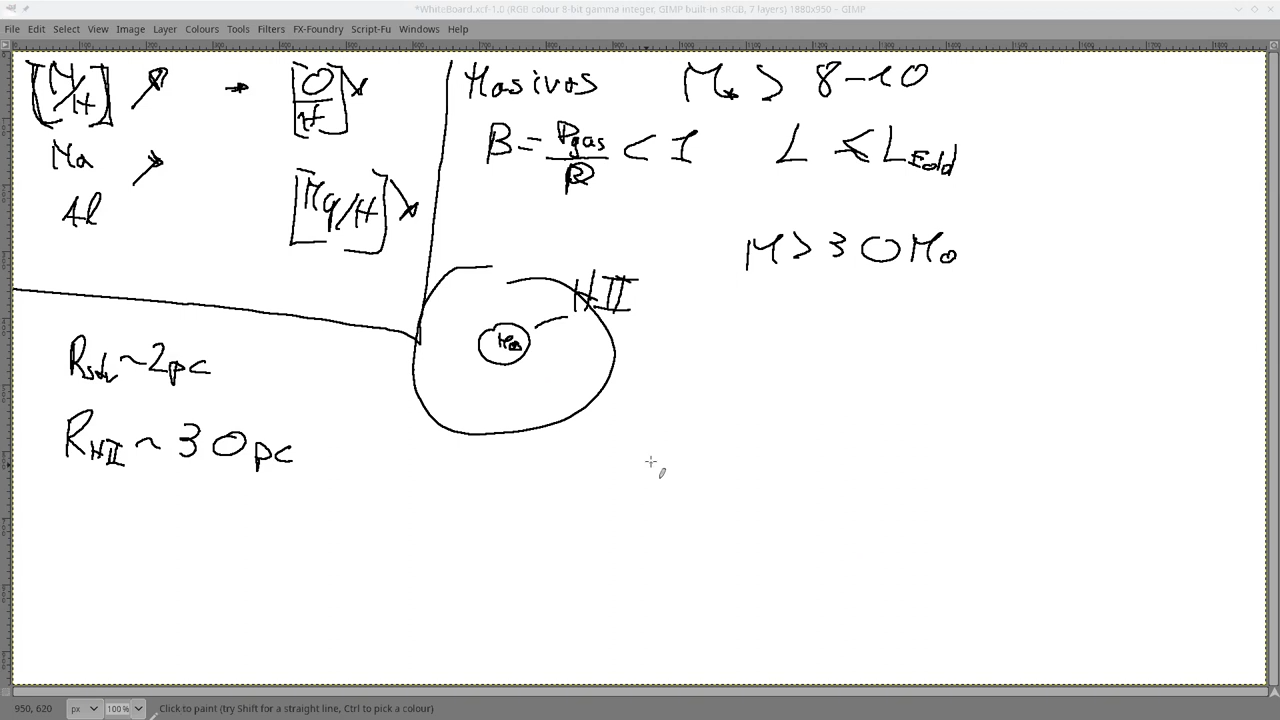 *WhiteBoard.xcf-1.0 (RGB colour 8-bit gamma integer, GIMP built-in sRGB, 7 layers) 1880x950 – GIMP
File Edit Select View Image Layer Colours Tools Filters FX-Foundry Script-Fu Windows Help
[N/H] ↗ → [O/H] ↘
Na ↗
Al
[Mg/H] ↘
Masivas M* > 8-10
β = Pgas/P < 1 L ≲ LEdd
M > 30 M⊙
HII
Rstr ~ 2pc
RHII ~ 30pc
950, 620 px 100% Click to paint (try Shift for a straight line, Ctrl to pick a colour)